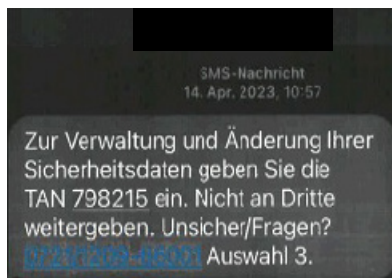 SMS-Nachricht
14. Apr. 2023, 10:57
Zur Verwaltung und Änderung Ihrer
Sicherheitsdaten geben Sie die
TAN 798215 ein. Nicht an Dritte
weitergeben. Unsicher/Fragen?
Auswahl 3.